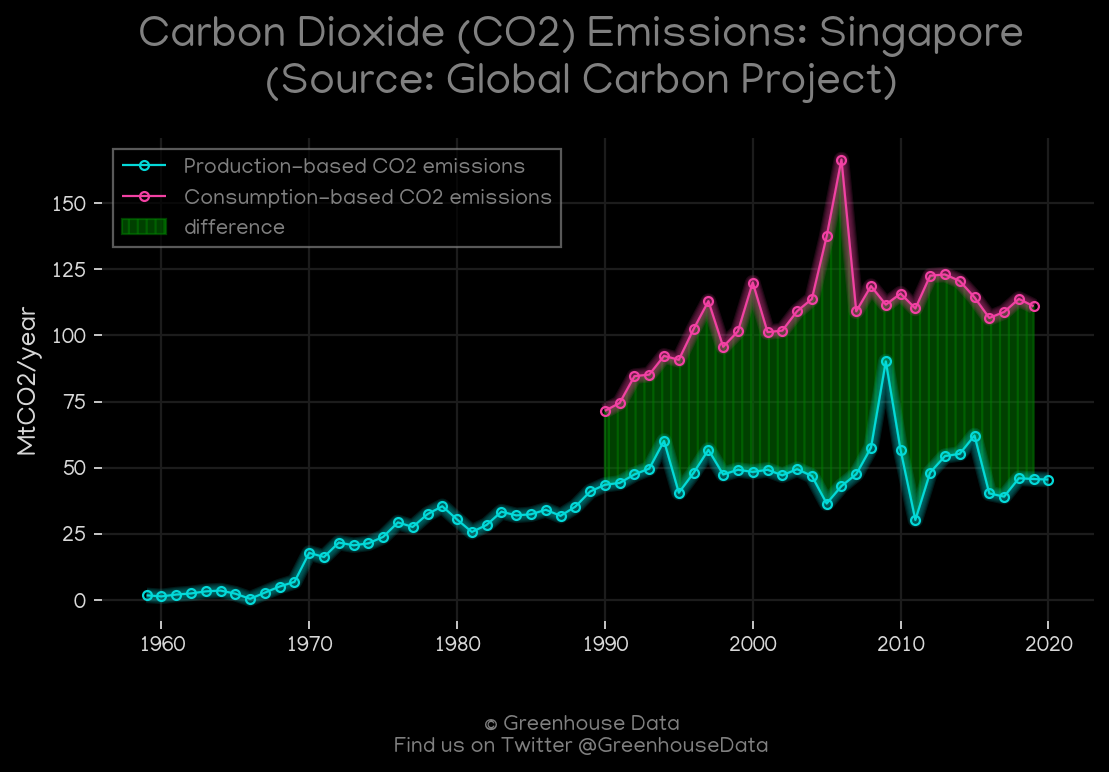 Carbon Dioxide (CO2) Emissions: Singapore
(Source: Global Carbon Project)
Production-based CO2 emissions
Consumption-based CO2 emissions
difference
MtCO2/year
150
125
100
75
50
25
0
1960 1970 1980 1990 2000 2010 2020
© Greenhouse Data
Find us on Twitter @GreenhouseData